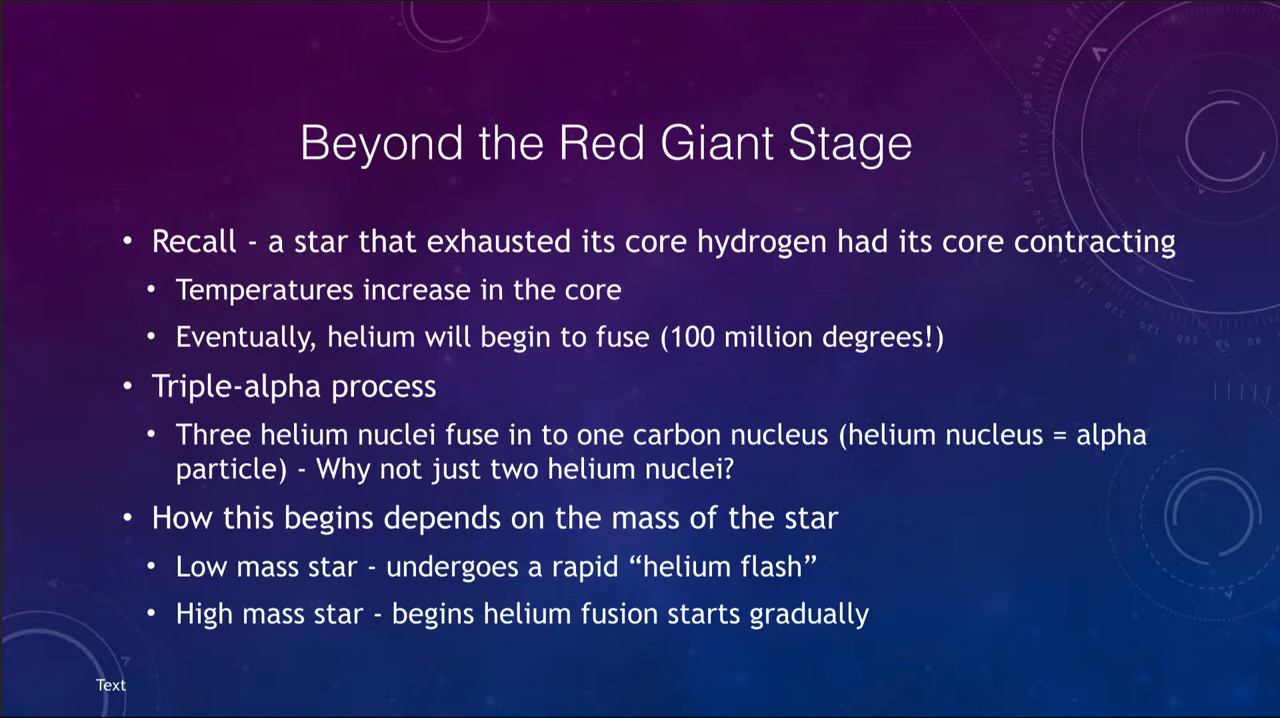 Beyond the Red Giant Stage
• Recall - a star that exhausted its core hydrogen had its core contracting
• Temperatures increase in the core
• Eventually, helium will begin to fuse (100 million degrees!)
• Triple-alpha process
• Three helium nuclei fuse in to one carbon nucleus (helium nucleus = alpha
particle) - Why not just two helium nuclei?
• How this begins depends on the mass of the star
• Low mass star - undergoes a rapid “helium flash”
• High mass star - begins helium fusion starts gradually
Text